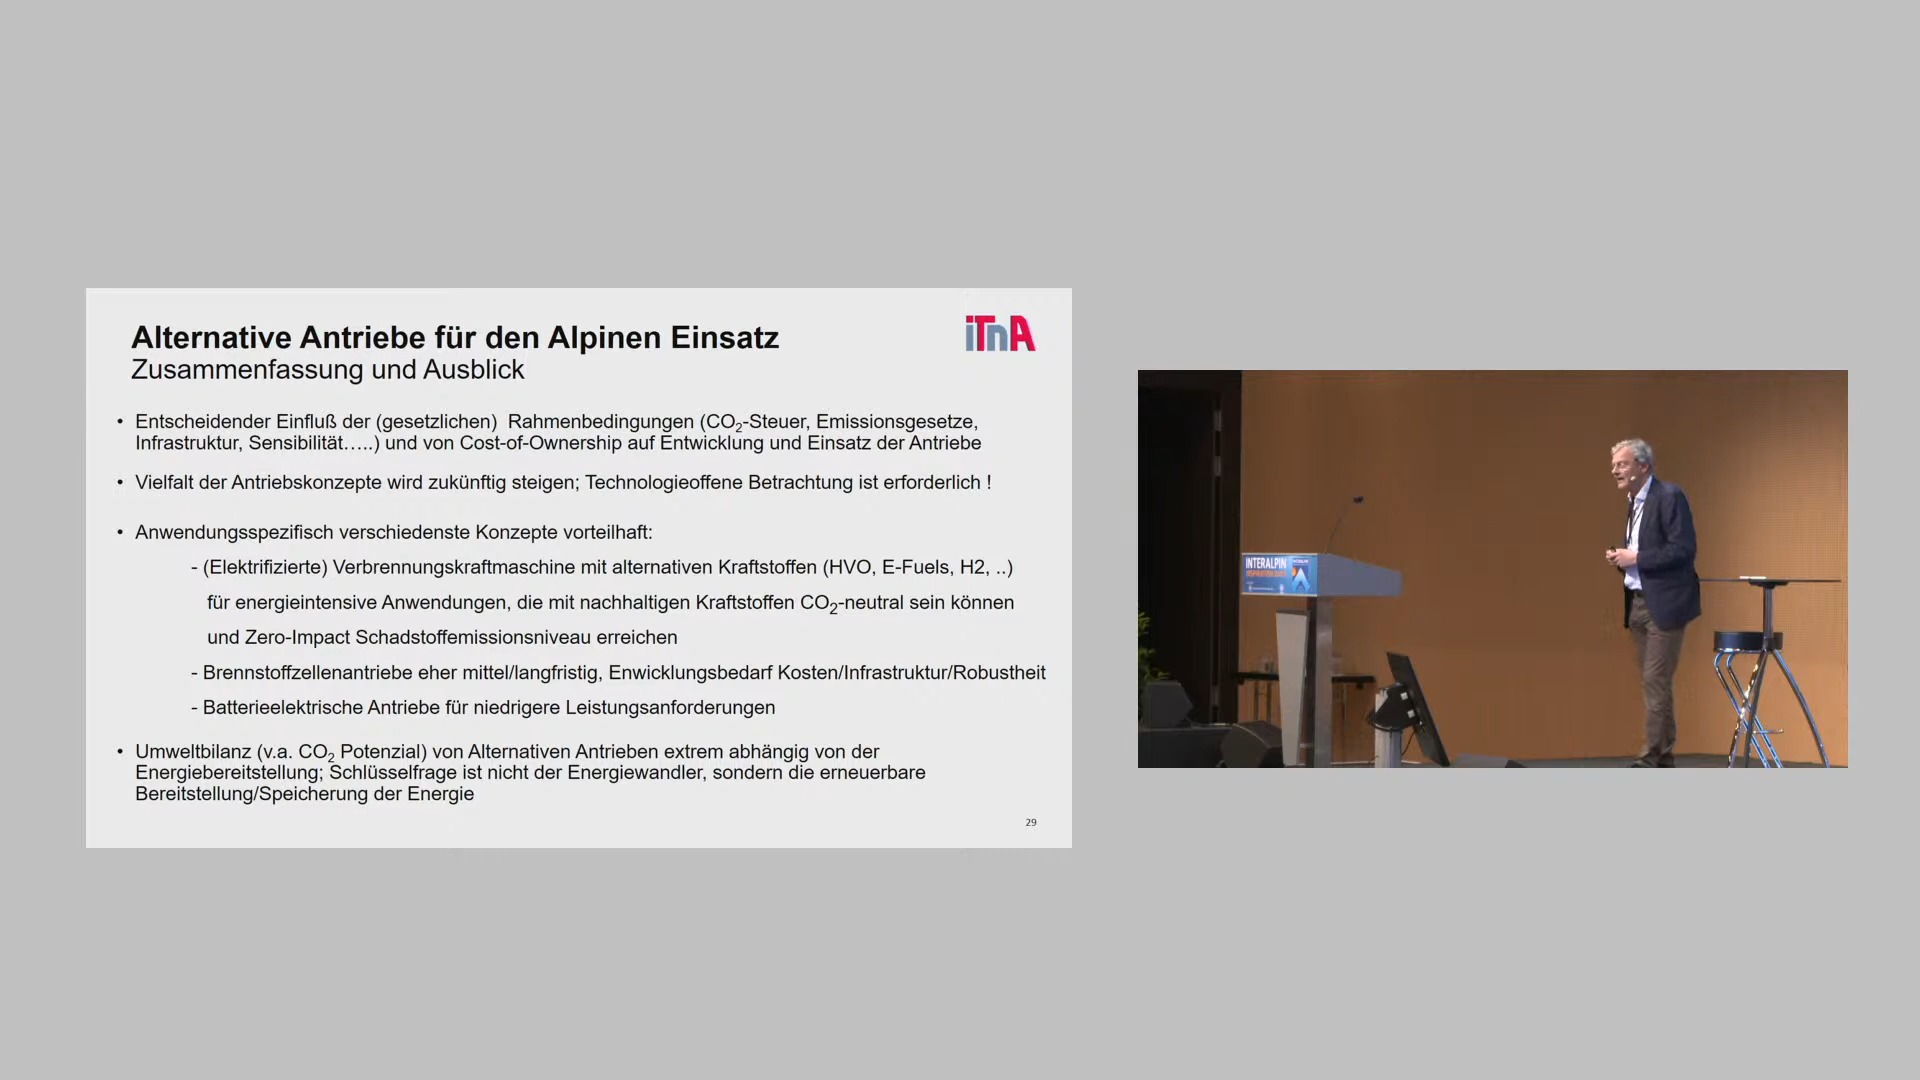 Alternative Antriebe für den Alpinen Einsatz
iTnA
Zusammenfassung und Ausblick
• Entscheidender Einfluß der (gesetzlichen) Rahmenbedingungen (CO2-Steuer, Emissionsgesetze,
Infrastruktur, Sensibilität…..) und von Cost-of-Ownership auf Entwicklung und Einsatz der Antriebe
• Vielfalt der Antriebskonzepte wird zukünftig steigen; Technologieoffene Betrachtung ist erforderlich !
• Anwendungsspezifisch verschiedenste Konzepte vorteilhaft:
- (Elektrifizierte) Verbrennungskraftmaschine mit alternativen Kraftstoffen (HVO, E-Fuels, H2, ..)
für energieintensive Anwendungen, die mit nachhaltigen Kraftstoffen CO2-neutral sein können
und Zero-Impact Schadstoffemissionsniveau erreichen
- Brennstoffzellenantriebe eher mittel/langfristig, Enwicklungsbedarf Kosten/Infrastruktur/Robustheit
- Batterieelektrische Antriebe für niedrigere Leistungsanforderungen
• Umweltbilanz (v.a. CO2 Potenzial) von Alternativen Antrieben extrem abhängig von der
Energiebereitstellung; Schlüsselfrage ist nicht der Energiewandler, sondern die erneuerbare
Bereitstellung/Speicherung der Energie
29
INTERALPIN